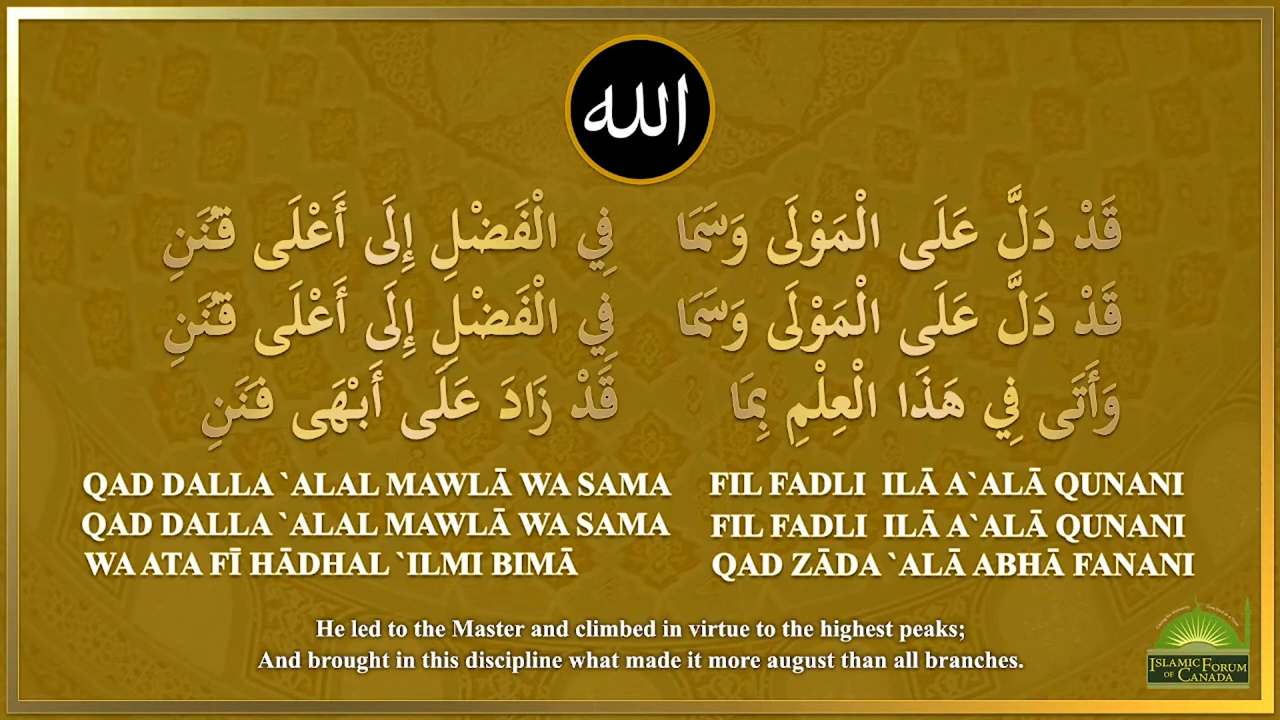 الله
قَدْ دَلَّ عَلَى الْمَوْلَى وَسَمَا فِي الْفَضْلِ إِلَى أَعْلَى قُنَنِ
قَدْ دَلَّ عَلَى الْمَوْلَى وَسَمَا فِي الْفَضْلِ إِلَى أَعْلَى قُنَنِ
وَأَتَى فِي هَذَا الْعِلْمِ بِمَا قَدْ زَادَ عَلَى أَبْهَى فَنَنِ
QAD DALLA `ALAL MAWLĀ WA SAMA FIL FADLI ILĀ A`ALĀ QUNANI
QAD DALLA `ALAL MAWLĀ WA SAMA FIL FADLI ILĀ A`ALĀ QUNANI
WA ATA FĪ HĀDHAL `ILMI BIMĀ QAD ZĀDA `ALĀ ABHĀ FANANI
He led to the Master and climbed in virtue to the highest peaks;
And brought in this discipline what made it more august than all branches.
ISLAMIC FORUM
OF CANADA